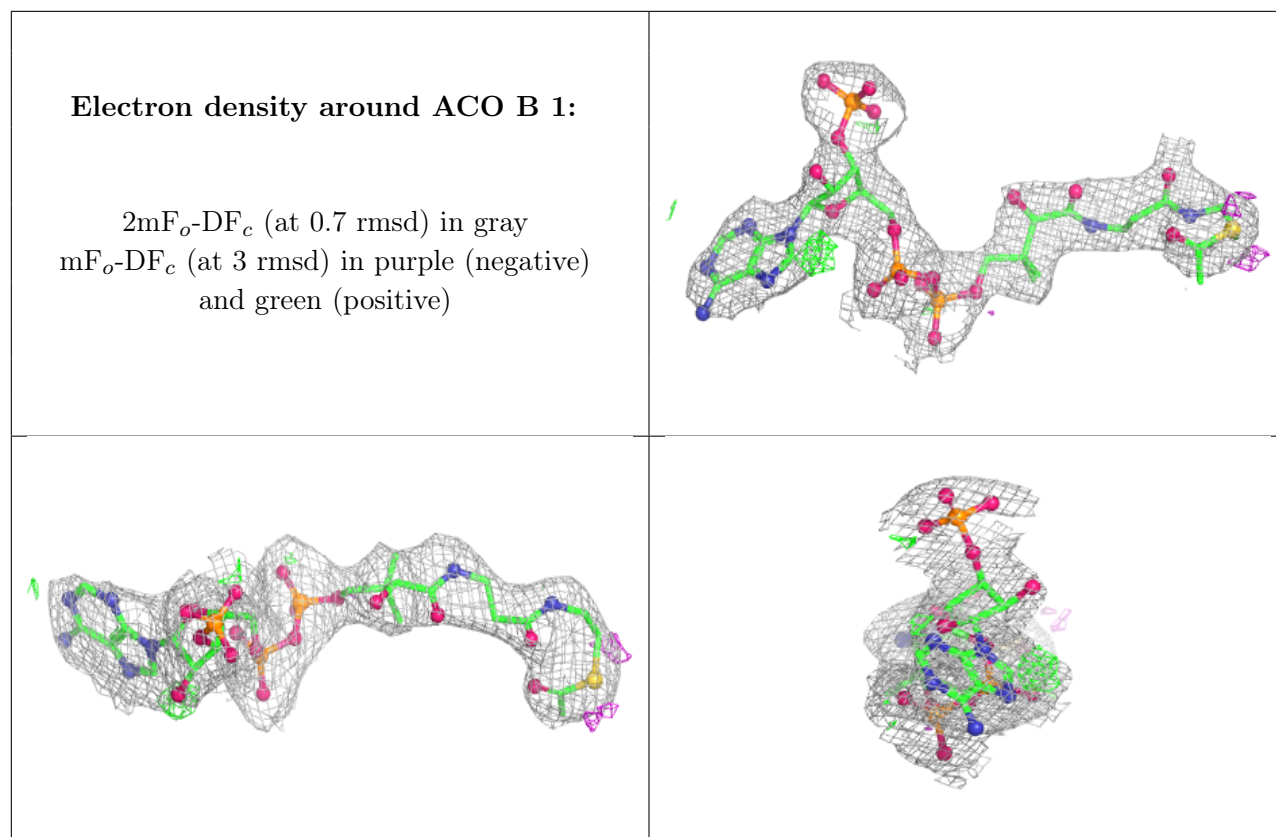 Electron density around ACO B 1:
2mFo-DFc (at 0.7 rmsd) in gray
mFo-DFc (at 3 rmsd) in purple (negative)
and green (positive)